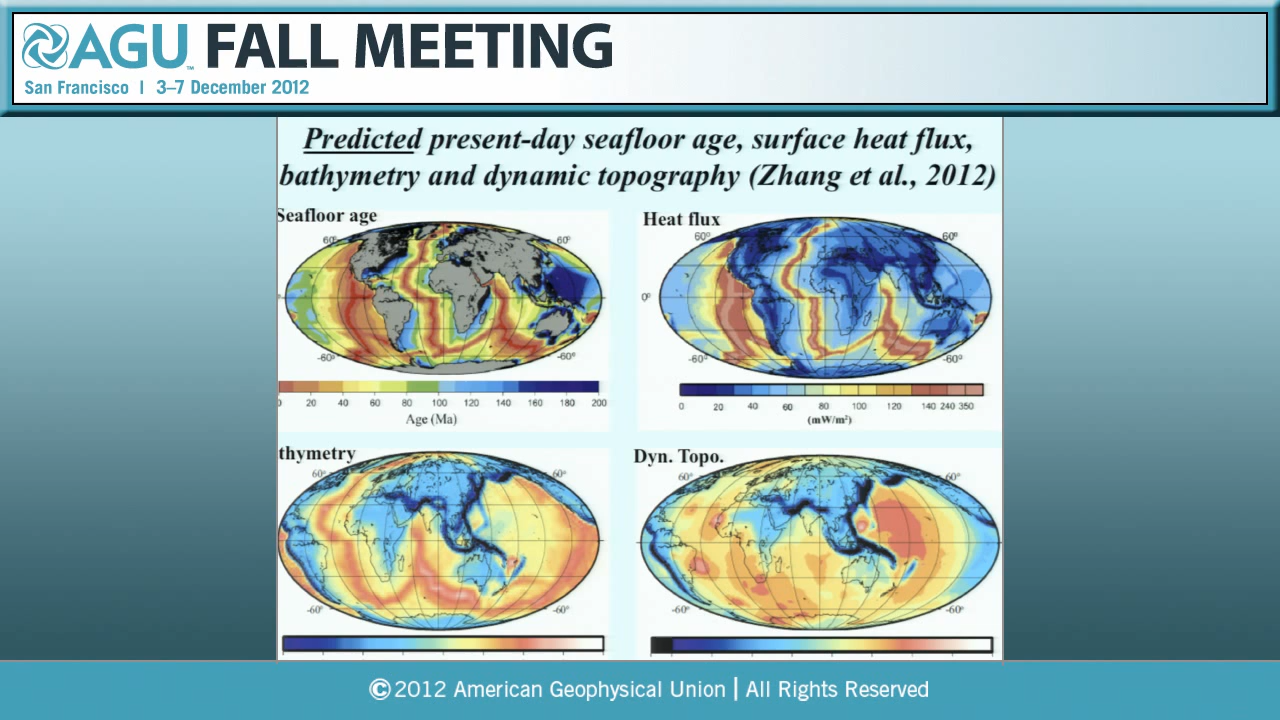 AGU™ FALL MEETING
San Francisco | 3–7 December 2012
Predicted present-day seafloor age, surface heat flux,
bathymetry and dynamic topography (Zhang et al., 2012)
Seafloor age
60° 60°
-60° -60°
0 20 40 60 80 100 120 140 160 180 200
Age (Ma)
Heat flux
60° 60°
0°
-60° -60°
0 20 40 60 80 100 120 140 240 350
(mW/m²)
thymetry
60° 60°
-60° -60°
Dyn. Topo.
60° 60°
-60° -60°
©2012 American Geophysical Union | All Rights Reserved